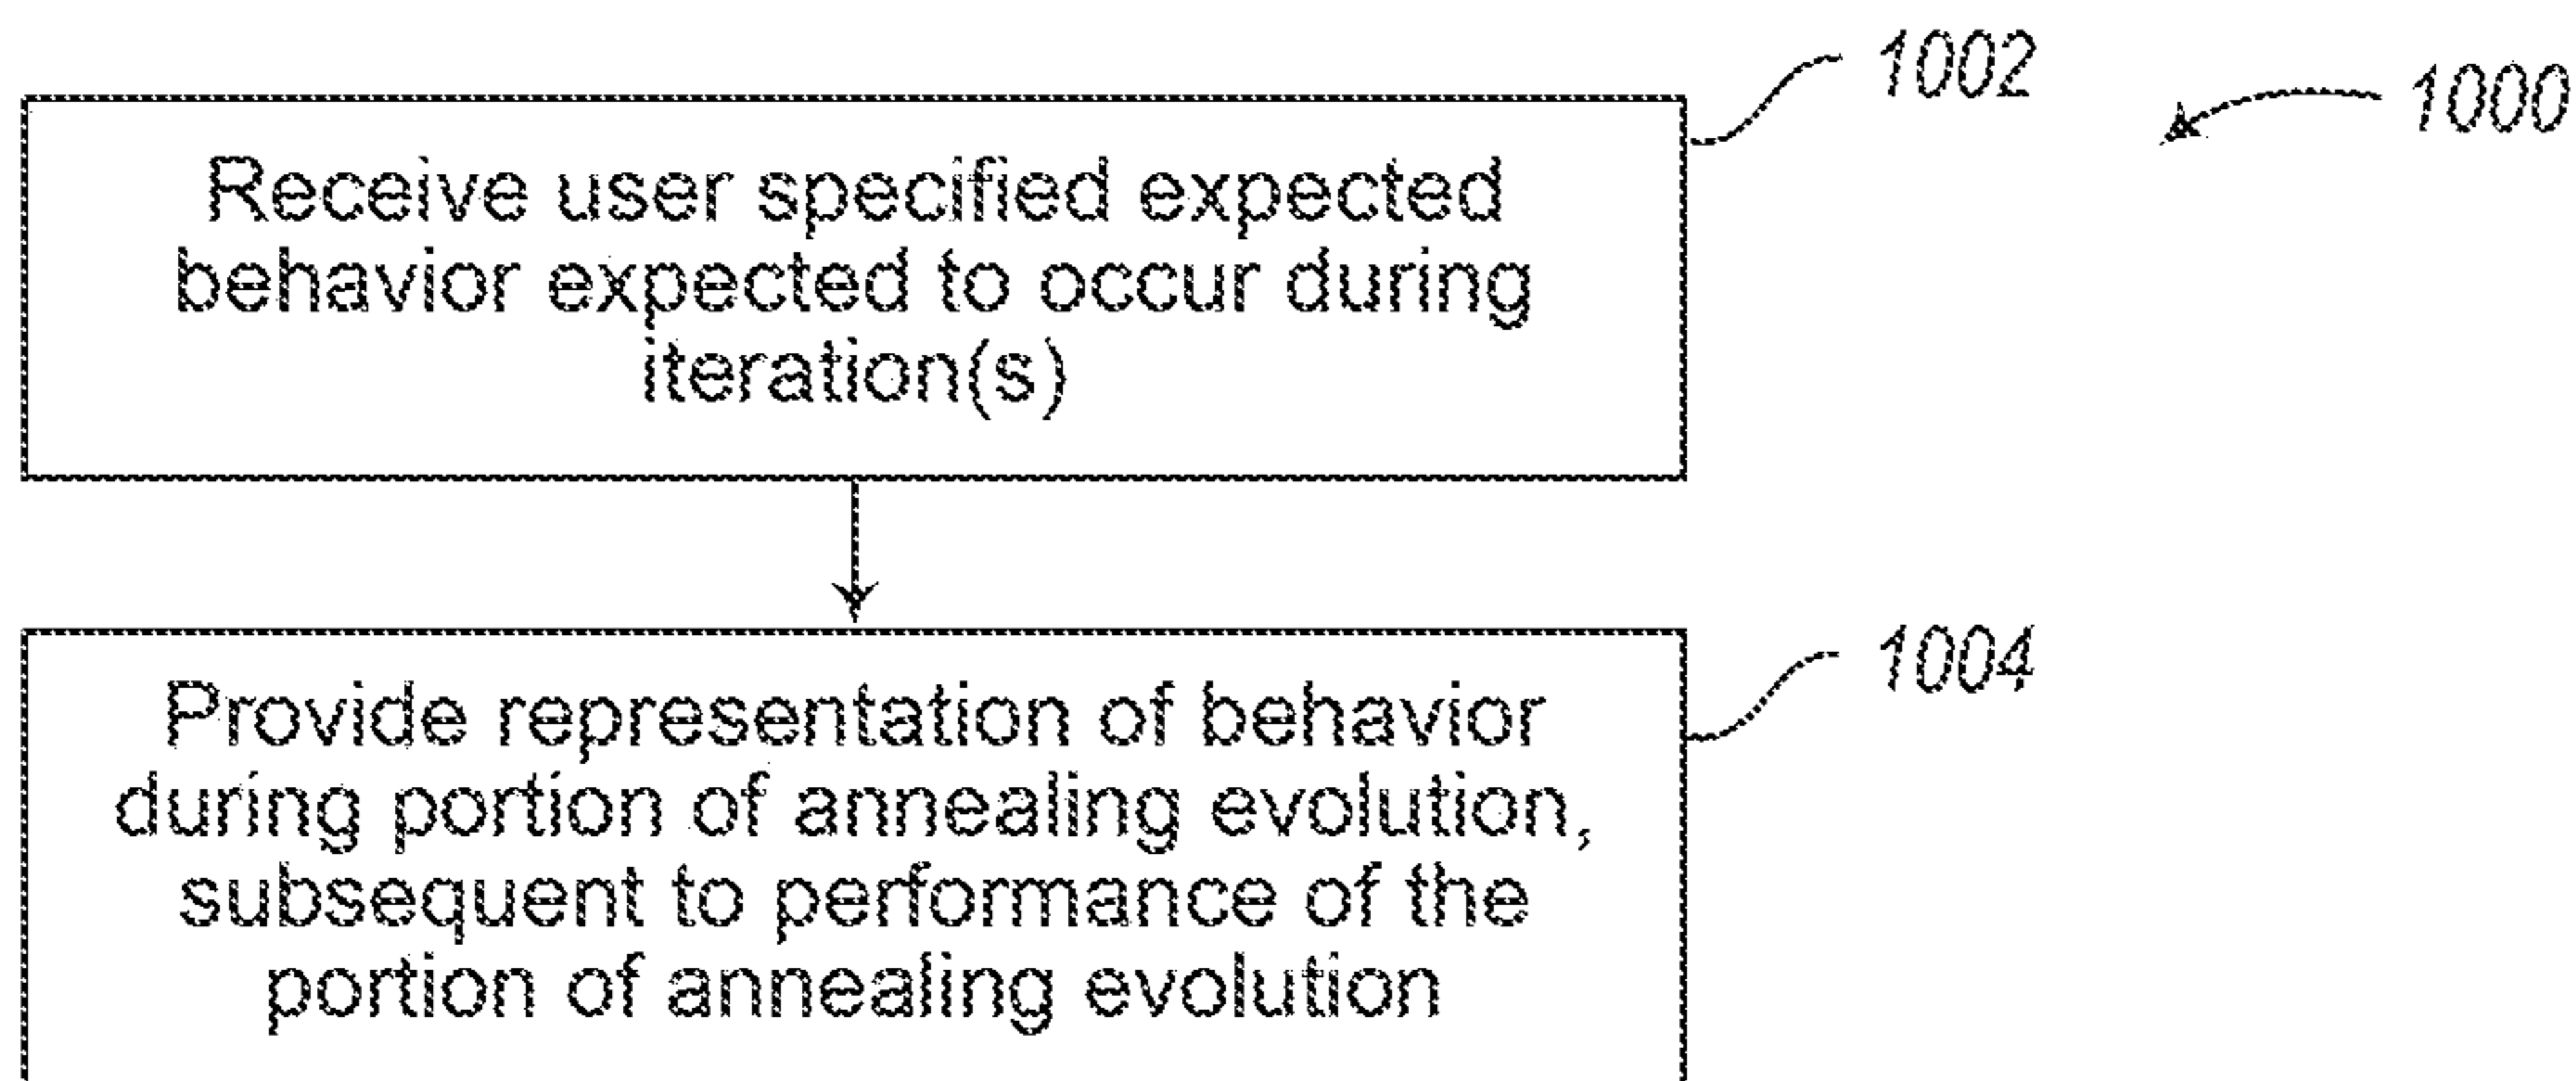 1002
1000
Receive user specified expected
behavior expected to occur during
iteration(s)
1004
Provide representation of behavior
during portion of annealing evolution,
subsequent to performance of the
portion of annealing evolution